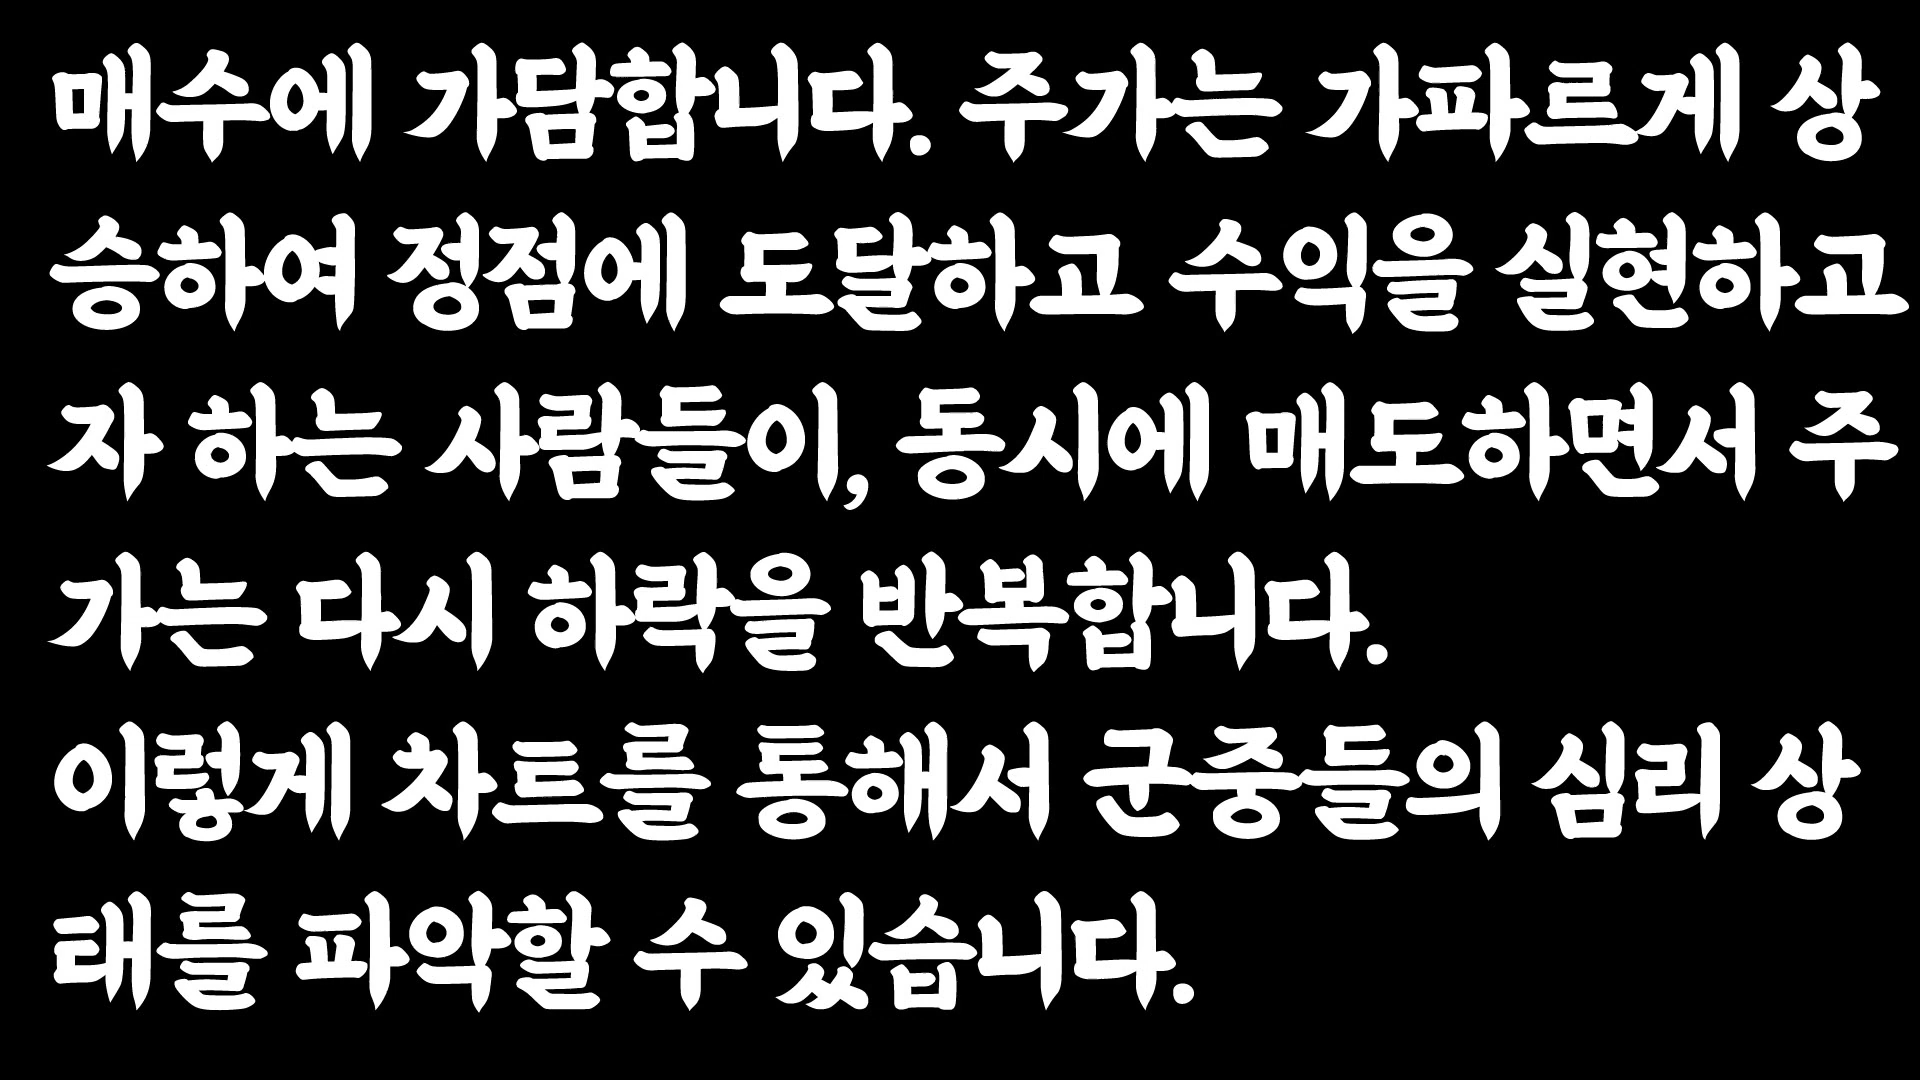 매수에 가담합니다. 주가는 가파르게 상
승하여 정점에 도달하고 수익을 실현하고
자 하는 사람들이, 동시에 매도하면서 주
가는 다시 하락을 반복합니다.
이렇게 차트를 통해서 군중들의 심리 상
태를 파악할 수 있습니다.